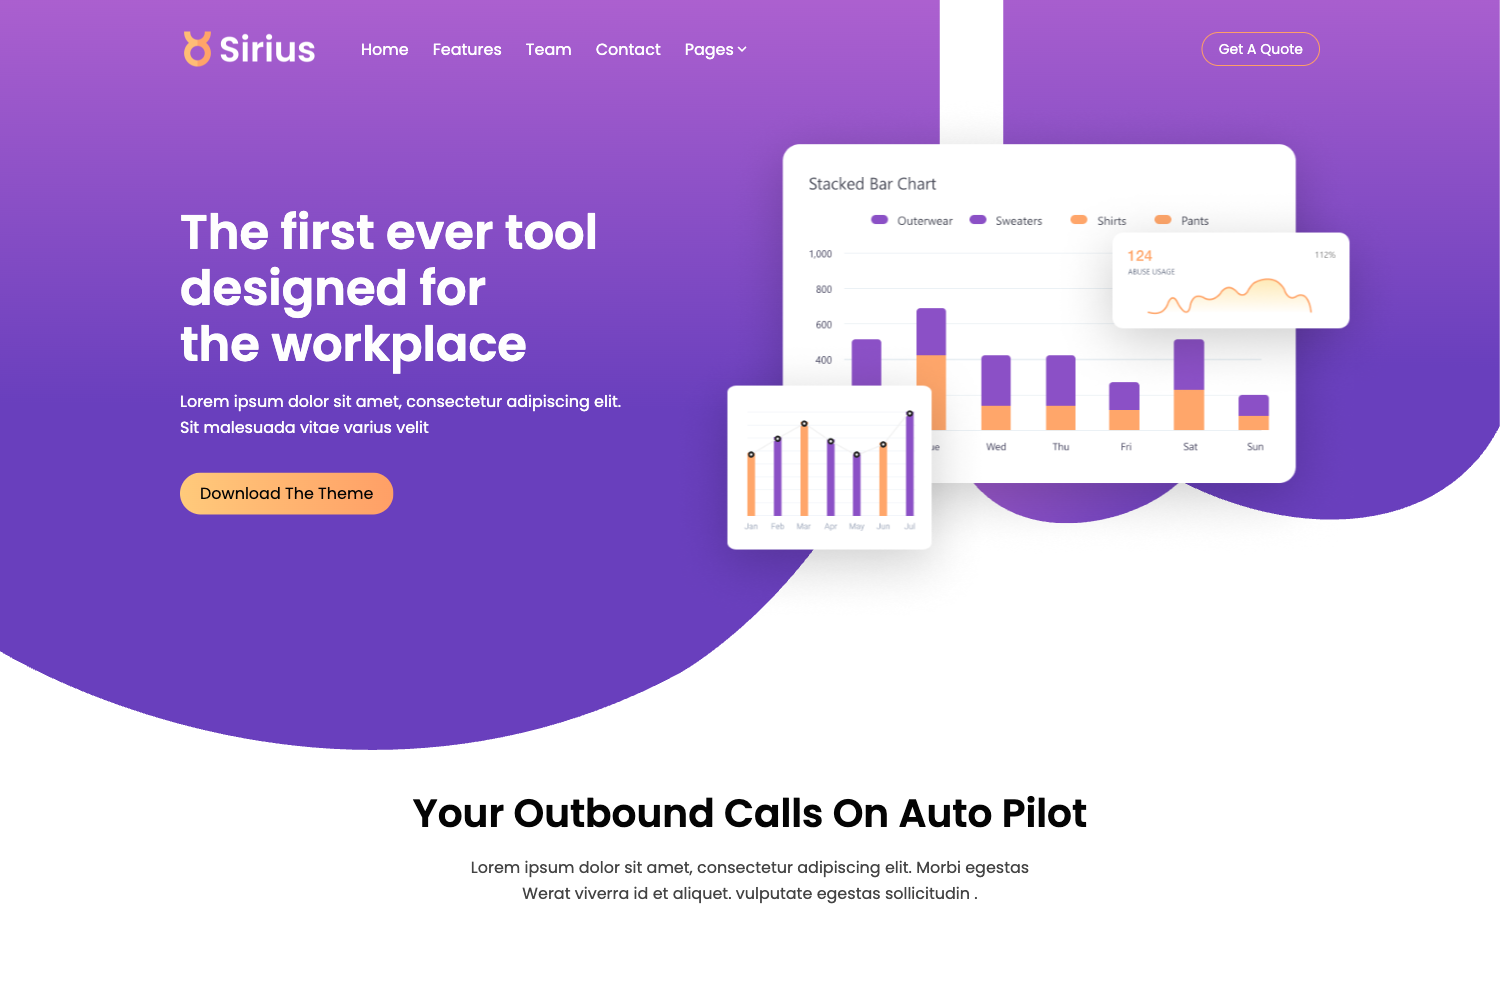 Sirius
Home Features Team Contact Pages
Get A Quote
The first ever tool
designed for
the workplace
Lorem ipsum dolor sit amet, consectetur adipiscing elit.
Sit malesuada vitae varius velit
Download The Theme
Stacked Bar Chart
Outerwear Sweaters Shirts Pants
1,000
800
600
400
124
112%
ABUSE USAGE
ue Wed Thu Fri Sat Sun
Jan Feb Mar Apr May Jun Jul
Your Outbound Calls On Auto Pilot
Lorem ipsum dolor sit amet, consectetur adipiscing elit. Morbi egestas
Werat viverra id et aliquet. vulputate egestas sollicitudin .